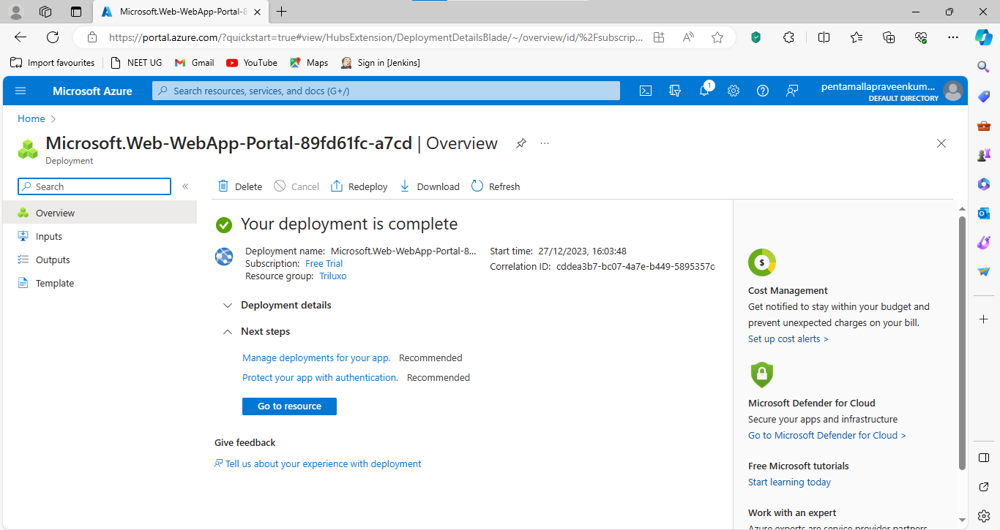 Microsoft.Web-WebApp-Portal-8
https://portal.azure.com/?quickstart=true#view/HubsExtension/DeploymentDetailsBlade/~/overview/id/%2Fsubscrip...
Import favourites
NEET UG
Gmail
YouTube
Maps
Sign in [Jenkins]
Microsoft Azure
Search resources, services, and docs (G+/)
1
pentamallapraveenkum...
DEFAULT DIRECTORY
Home
Microsoft.Web-WebApp-Portal-89fd61fc-a7cd | Overview
Deployment
Search
Delete
Cancel
Redeploy
Download
Refresh
Overview
Inputs
Outputs
Template
Your deployment is complete
Deployment name: Microsoft.Web-WebApp-Portal-8...
Subscription: Free Trial
Resource group: Triluxo
Start time: 27/12/2023, 16:03:48
Correlation ID: cddea3b7-bc07-4a7e-b449-5895357c
Deployment details
Next steps
Manage deployments for your app. Recommended
Protect your app with authentication. Recommended
Go to resource
Give feedback
Tell us about your experience with deployment
Cost Management
Get notified to stay within your budget and
prevent unexpected charges on your bill.
Set up cost alerts >
Microsoft Defender for Cloud
Secure your apps and infrastructure
Go to Microsoft Defender for Cloud >
Free Microsoft tutorials
Start learning today
Work with an expert
Azure experts are service provider partners